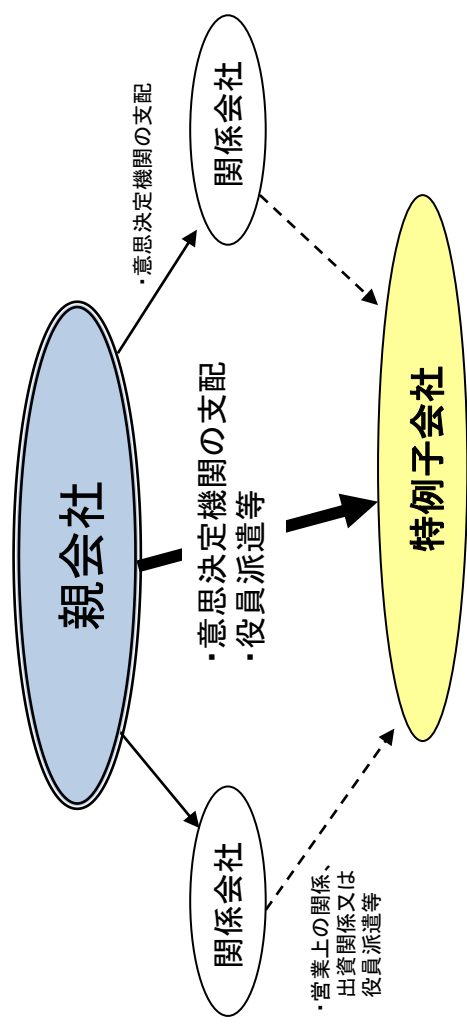 親会社
・意思決定機関の支配
・意思決定機関の支配
・役員派遣等
関係会社
関係会社
・営業上の関係、
出資関係又は
役員派遣等
特例子会社